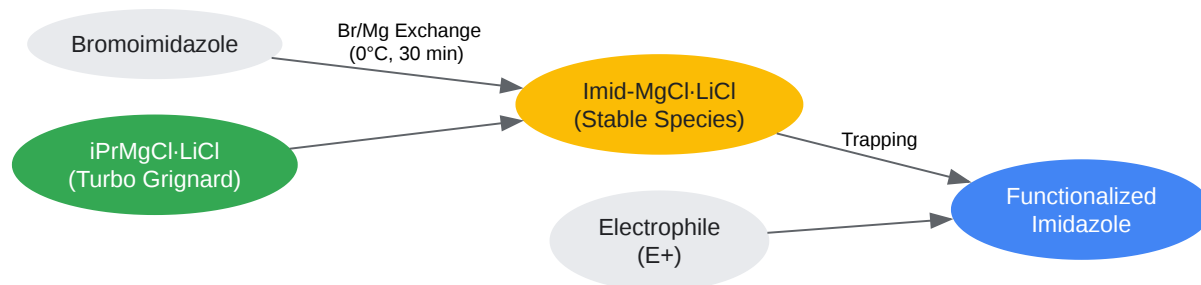 Bromoimidazole
Br/Mg Exchange
(0°C, 30 min)
iPrMgCl·LiCl
(Turbo Grignard)
Imid-MgCl·LiCl
(Stable Species)
Trapping
Electrophile
(E+)
Functionalized
Imidazole